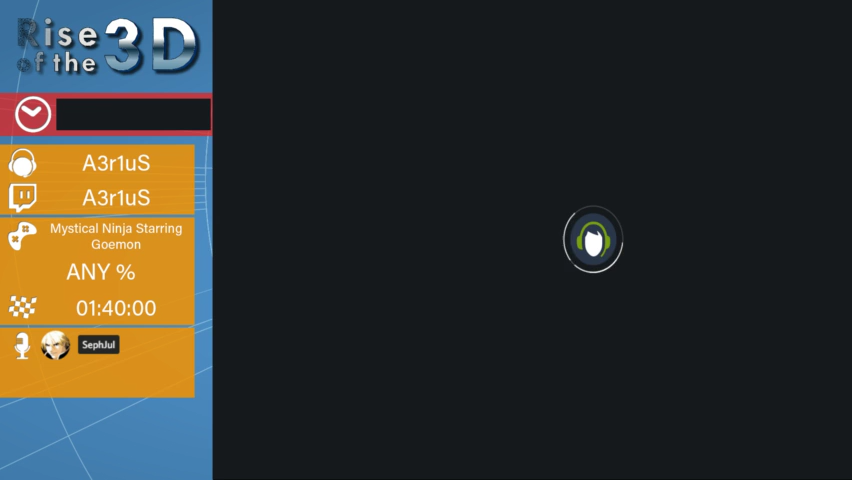 Rise
of the
3D
A3r1uS
A3r1uS
Mystical Ninja Starring
Goemon
ANY %
01:40:00
SephJul